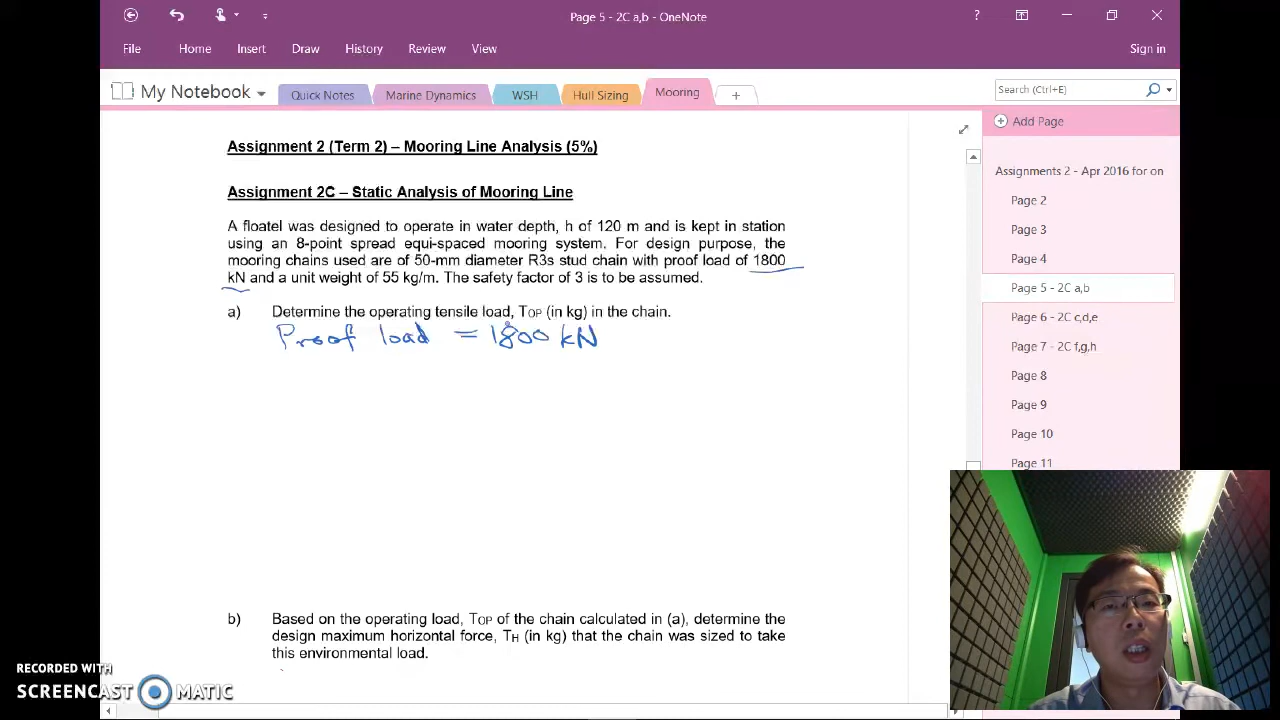 Page 5 - 2C a,b - OneNote
?
File Home Insert Draw History Review View Sign in
My Notebook Quick Notes Marine Dynamics WSH Hull Sizing Mooring + Search (Ctrl+E)
Add Page
Assignments 2 - Apr 2016 for on
Page 2
Page 3
Page 4
Page 5 - 2C a,b
Page 6 - 2C c,d,e
Page 7 - 2C f,g,h
Page 8
Page 9
Page 10
Page 11
Assignment 2 (Term 2) – Mooring Line Analysis (5%)
Assignment 2C – Static Analysis of Mooring Line
A floatel was designed to operate in water depth, h of 120 m and is kept in station
using an 8-point spread equi-spaced mooring system. For design purpose, the
mooring chains used are of 50-mm diameter R3s stud chain with proof load of 1800
kN and a unit weight of 55 kg/m. The safety factor of 3 is to be assumed.
a) Determine the operating tensile load, TOP (in kg) in the chain.
Proof load = 1800 kN
b) Based on the operating load, TOP of the chain calculated in (a), determine the
design maximum horizontal force, TH (in kg) that the chain was sized to take
this environmental load.
RECORDED WITH
SCREENCAST MATIC